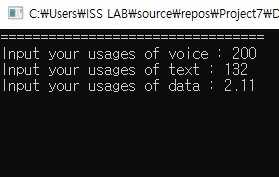 C:₩Users₩ISS LAB₩source₩repos₩Project7₩D
=================================
Input your usages of voice : 200
Input your usages of text : 132
Input your usages of data : 2.11